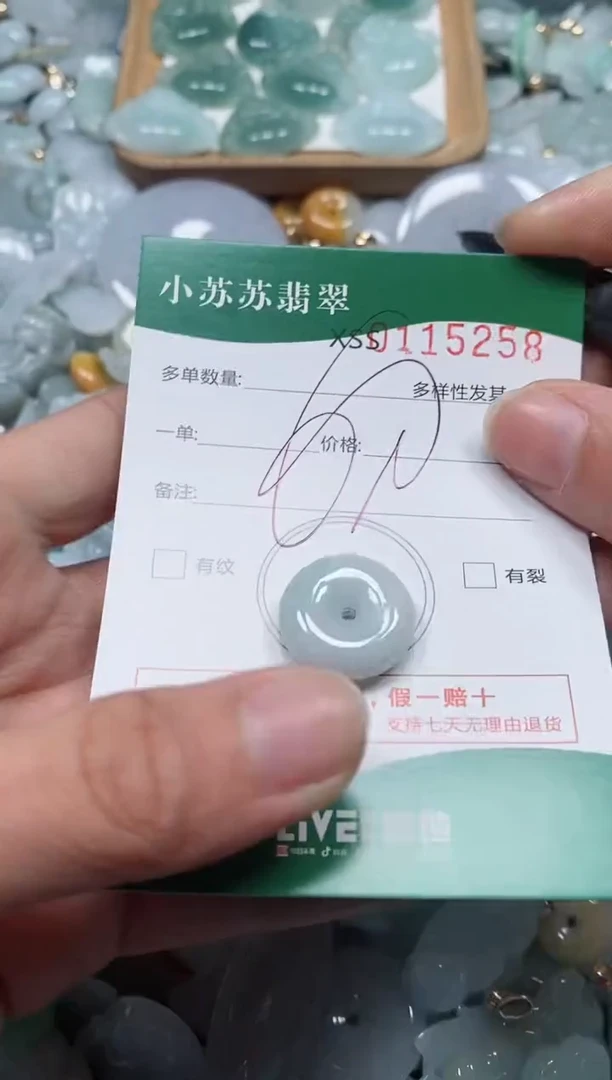 小苏苏翡翠
XSS0115258
多单数量:
多样性发其
一单:
价格:
备注:
有纹
有裂
，假一赔十
支持七天无理由退货
LIVE